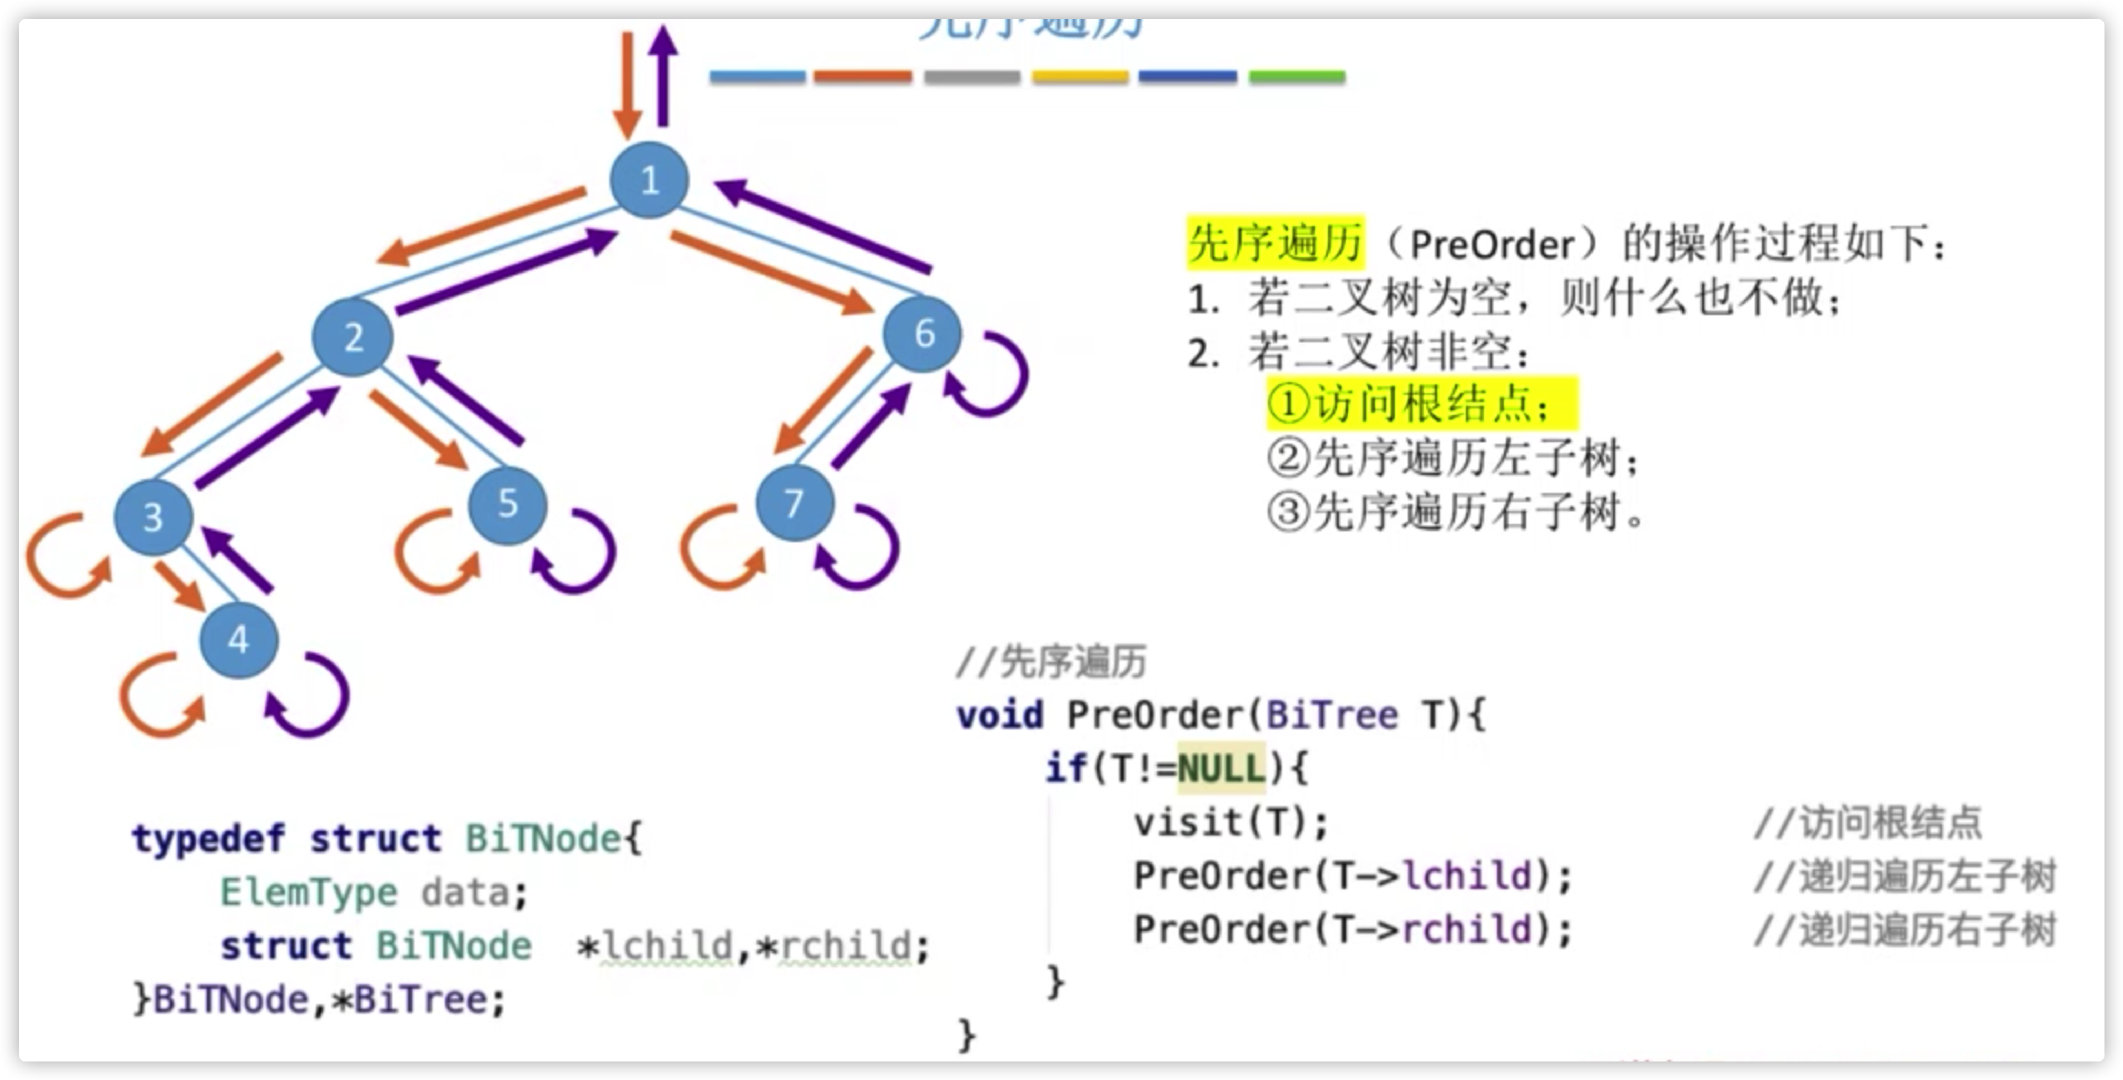 先序遍历
1
2
6
3
5
7
4
先序遍历（PreOrder）的操作过程如下：
1. 若二叉树为空，则什么也不做；
2. 若二叉树非空：
①访问根结点；
②先序遍历左子树；
③先序遍历右子树。
typedef struct BiTNode{
ElemType data;
struct BiTNode *lchild,*rchild;
}BiTNode,*BiTree;
//先序遍历
void PreOrder(BiTree T){
if(T!=NULL){
visit(T); //访问根结点
PreOrder(T->lchild); //递归遍历左子树
PreOrder(T->rchild); //递归遍历右子树
}
}